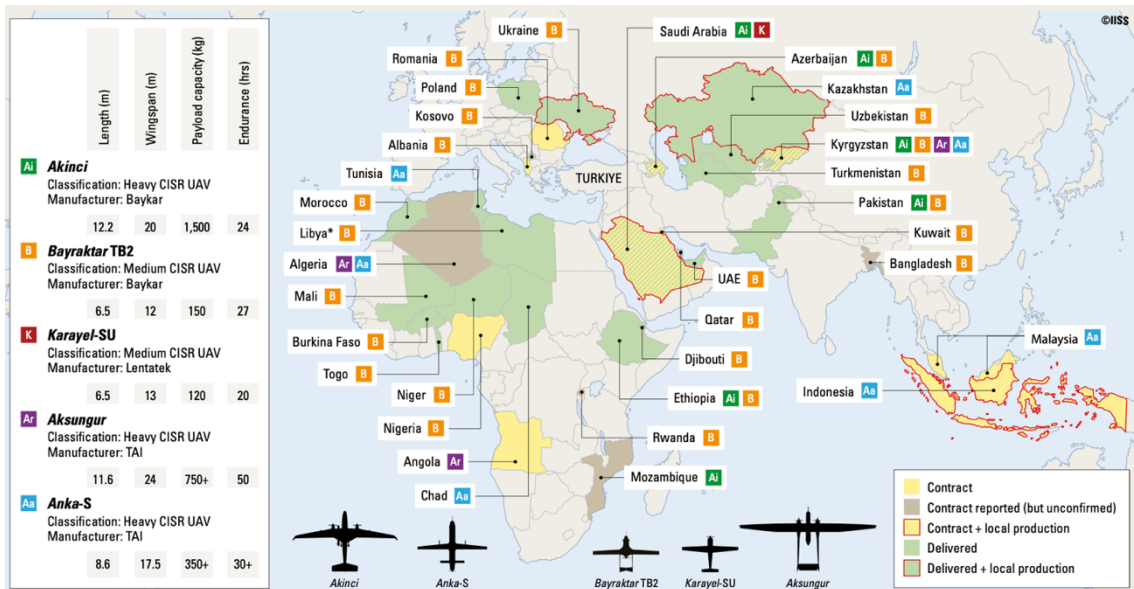 ©IISS
Length (m)
Wingspan (m)
Payload capacity (kg)
Endurance (hrs)
Ai Akinci
Classification: Heavy CISR UAV
Manufacturer: Baykar
12.2 20 1,500 24
B Bayraktar TB2
Classification: Medium CISR UAV
Manufacturer: Baykar
6.5 12 150 27
K Karayel-SU
Classification: Medium CISR UAV
Manufacturer: Lentatek
6.5 13 120 20
Ar Aksungur
Classification: Heavy CISR UAV
Manufacturer: TAI
11.6 24 750+ 50
Aa Anka-S
Classification: Heavy CISR UAV
Manufacturer: TAI
8.6 17.5 350+ 30+
Ukraine B
Romania B
Poland B
Kosovo B
Albania B
Tunisia Aa
Morocco B
Libya* B
Algeria Ar Aa
Mali B
Burkina Faso B
Togo B
Niger B
Nigeria B
Angola Ar
Chad Aa
TURKIYE
Saudi Arabia Ai K
Azerbaijan Ai B
Kazakhstan Aa
Uzbekistan B
Kyrgyzstan Ai B Ar Aa
Turkmenistan B
Pakistan Ai B
Kuwait B
Bangladesh B
UAE B
Qatar B
Djibouti B
Ethiopia Ai B
Rwanda B
Mozambique Ai
Malaysia Aa
Indonesia Aa
Contract
Contract reported (but unconfirmed)
Contract + local production
Delivered
Delivered + local production
Akinci
Anka-S
Bayraktar TB2
Karayel-SU
Aksungur